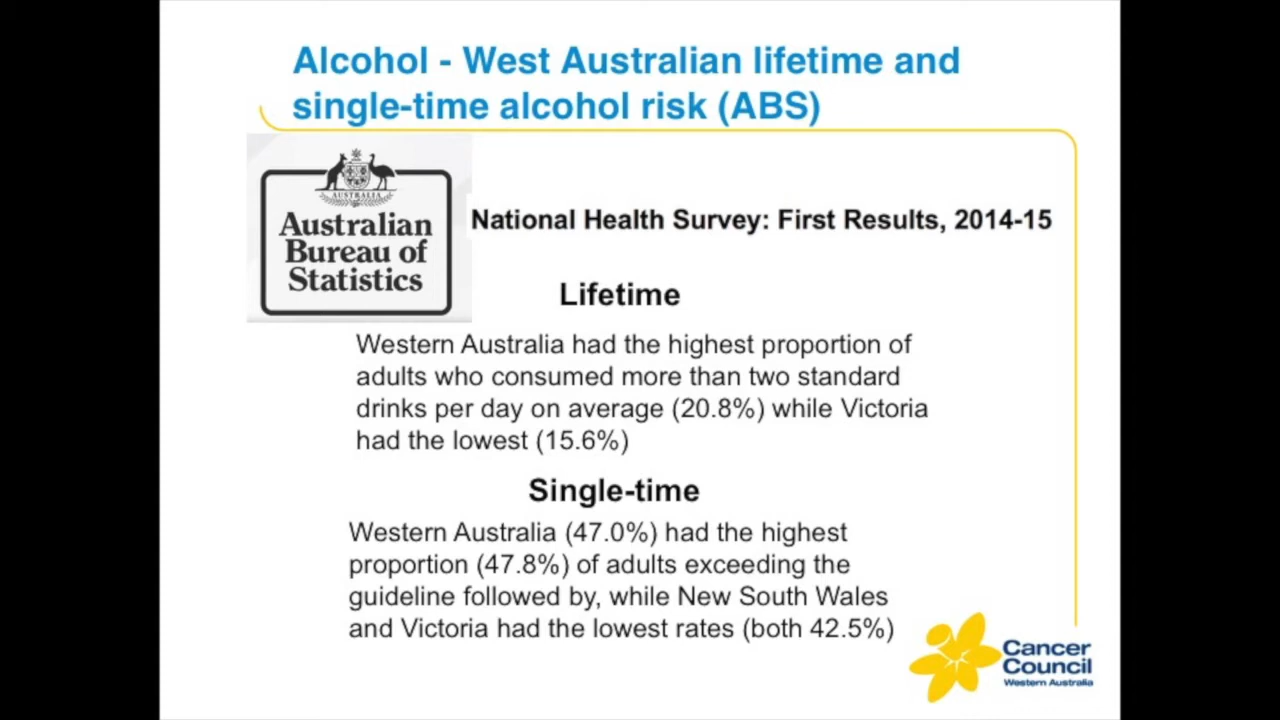 Alcohol - West Australian lifetime and
single-time alcohol risk (ABS)
AUSTRALIA
Australian
Bureau of
Statistics
National Health Survey: First Results, 2014-15
Lifetime
Western Australia had the highest proportion of
adults who consumed more than two standard
drinks per day on average (20.8%) while Victoria
had the lowest (15.6%)
Single-time
Western Australia (47.0%) had the highest
proportion (47.8%) of adults exceeding the
guideline followed by, while New South Wales
and Victoria had the lowest rates (both 42.5%)
Cancer
Council
Western Australia